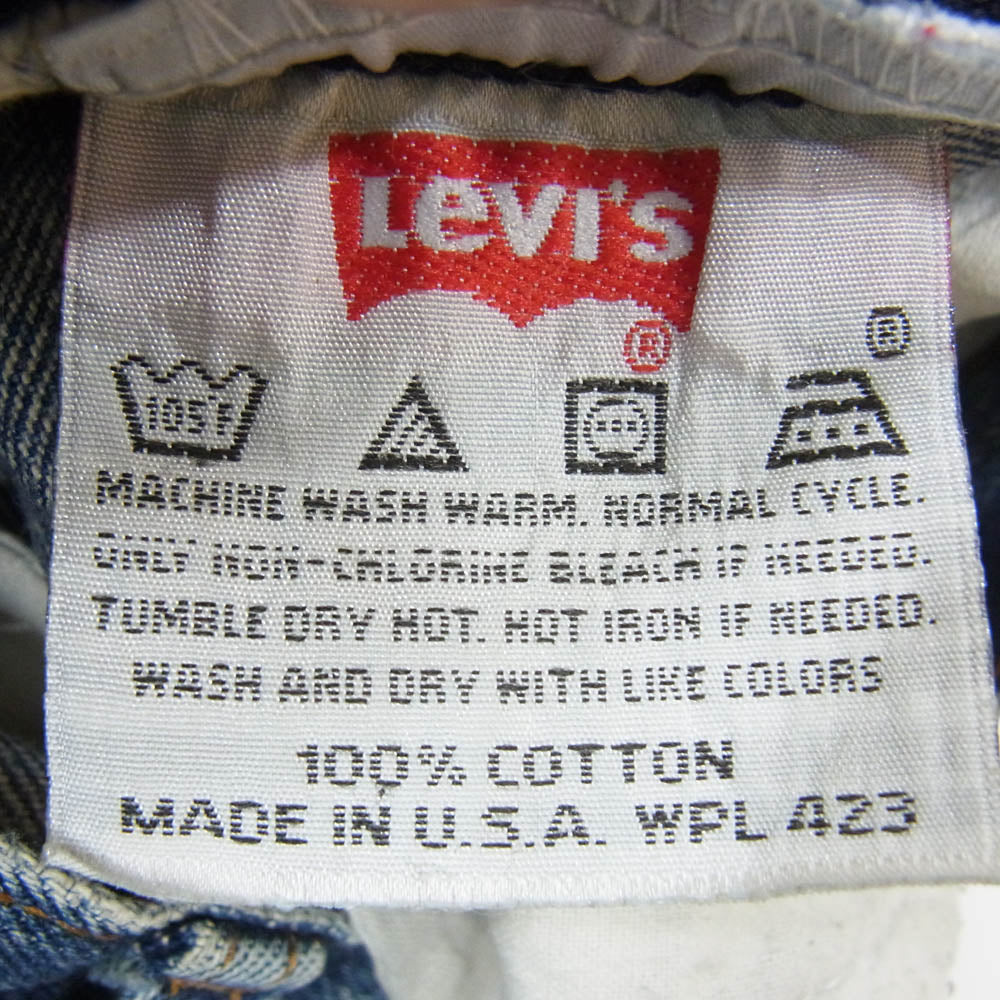 LEVI'S
®
®
105F
MACHINE WASH WARM. NORMAL CYCLE.
ONLY NON-CHLORINE BLEACH IF NEEDED.
TUMBLE DRY HOT. HOT IRON IF NEEDED.
WASH AND DRY WITH LIKE COLORS
100% COTTON
MADE IN U.S.A. WPL 423